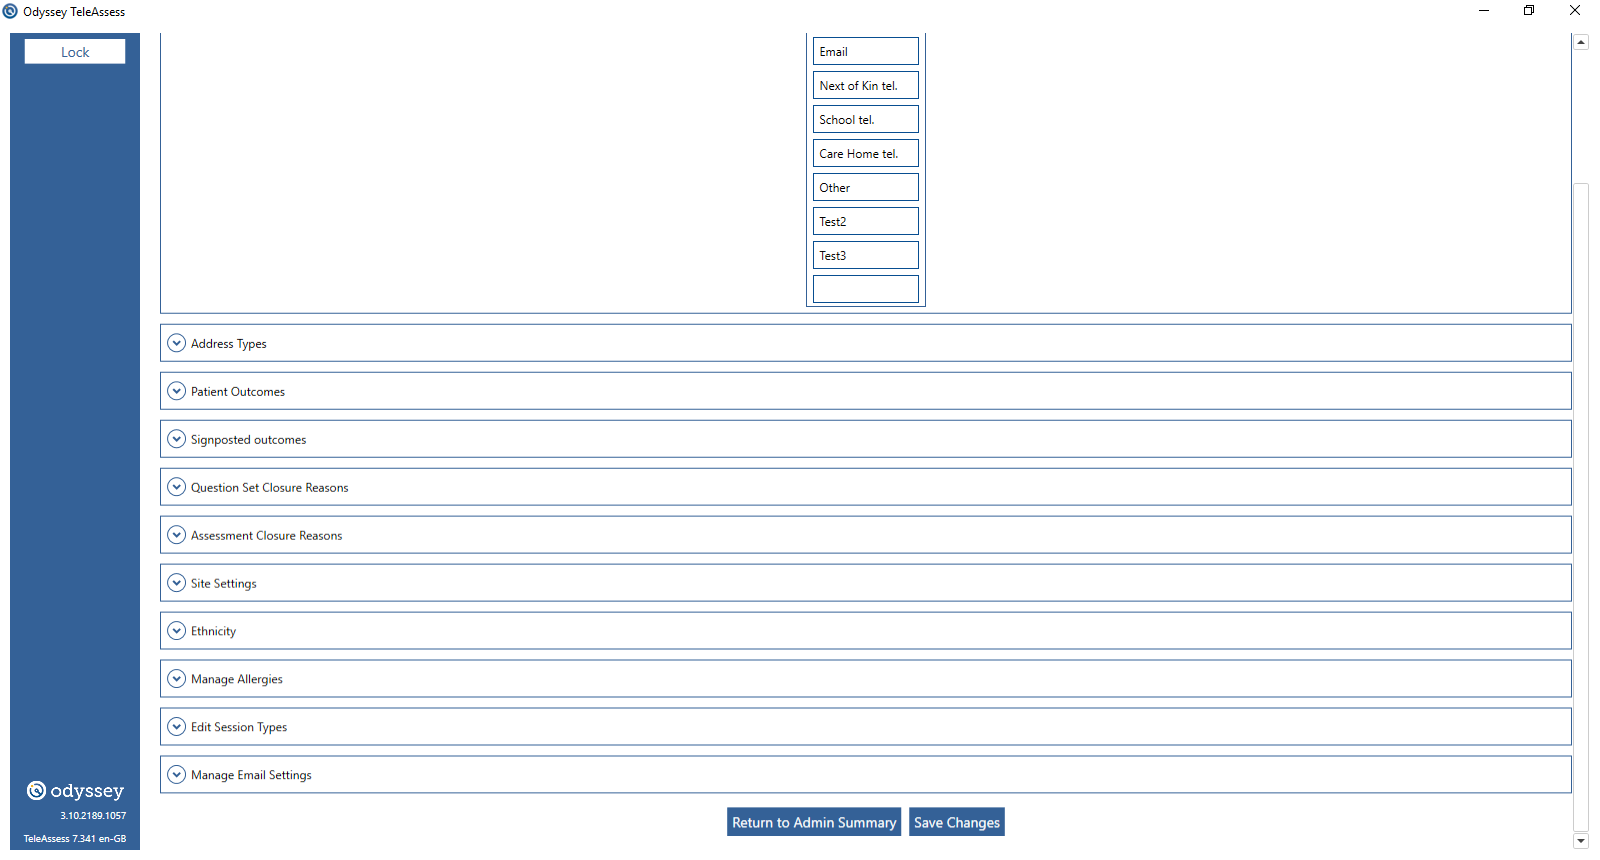 Odyssey TeleAssess
Lock
Email
Next of Kin tel.
School tel.
Care Home tel.
Other
Test2
Test3
Address Types
Patient Outcomes
Signposted outcomes
Question Set Closure Reasons
Assessment Closure Reasons
Site Settings
Ethnicity
Manage Allergies
Edit Session Types
Manage Email Settings
odyssey
3.10.2189.1057
TeleAssess 7.341 en-GB
Return to Admin Summary
Save Changes